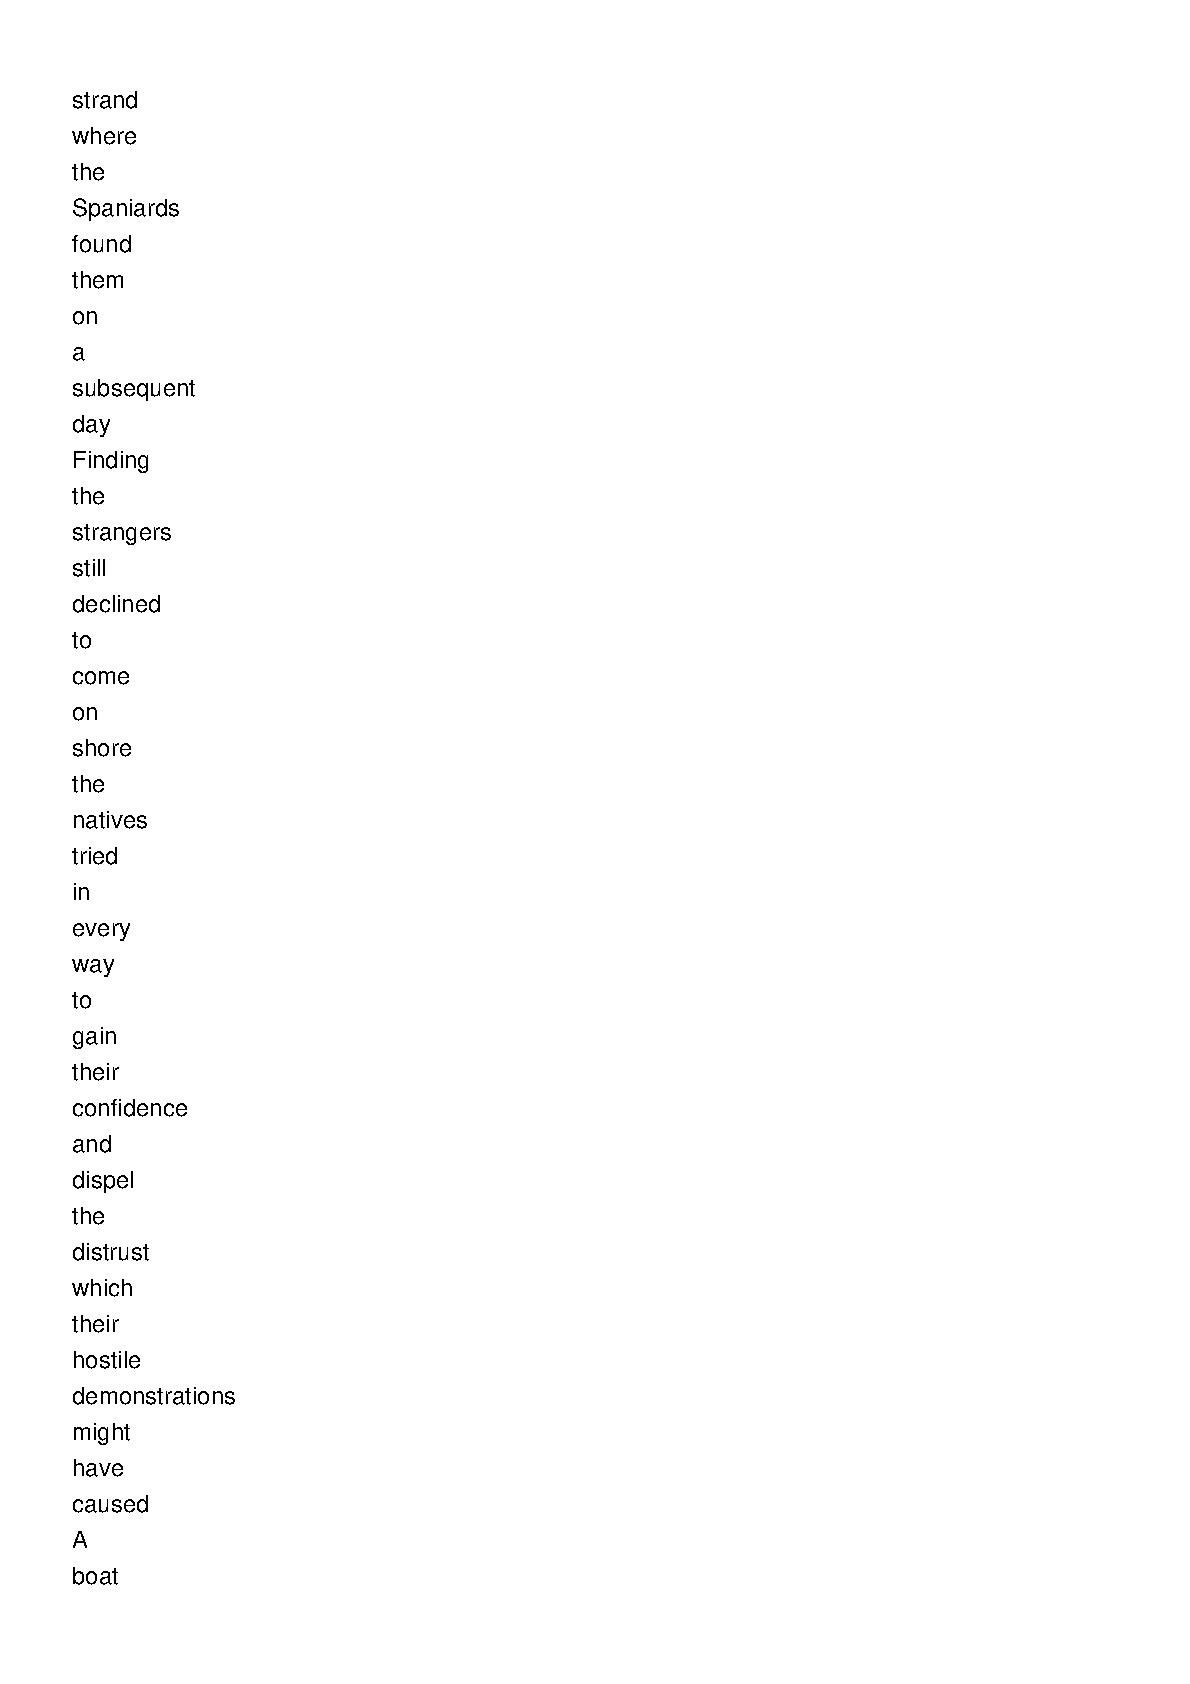 strand
where
the
Spaniards
found
them
on
a
subsequent
day
Finding
the
strangers
still
declined
to
come
on
shore
the
natives
tried
in
every
way
to
gain
their
confidence
and
dispel
the
distrust
which
their
hostile
demonstrations
might
have
caused
A
boat